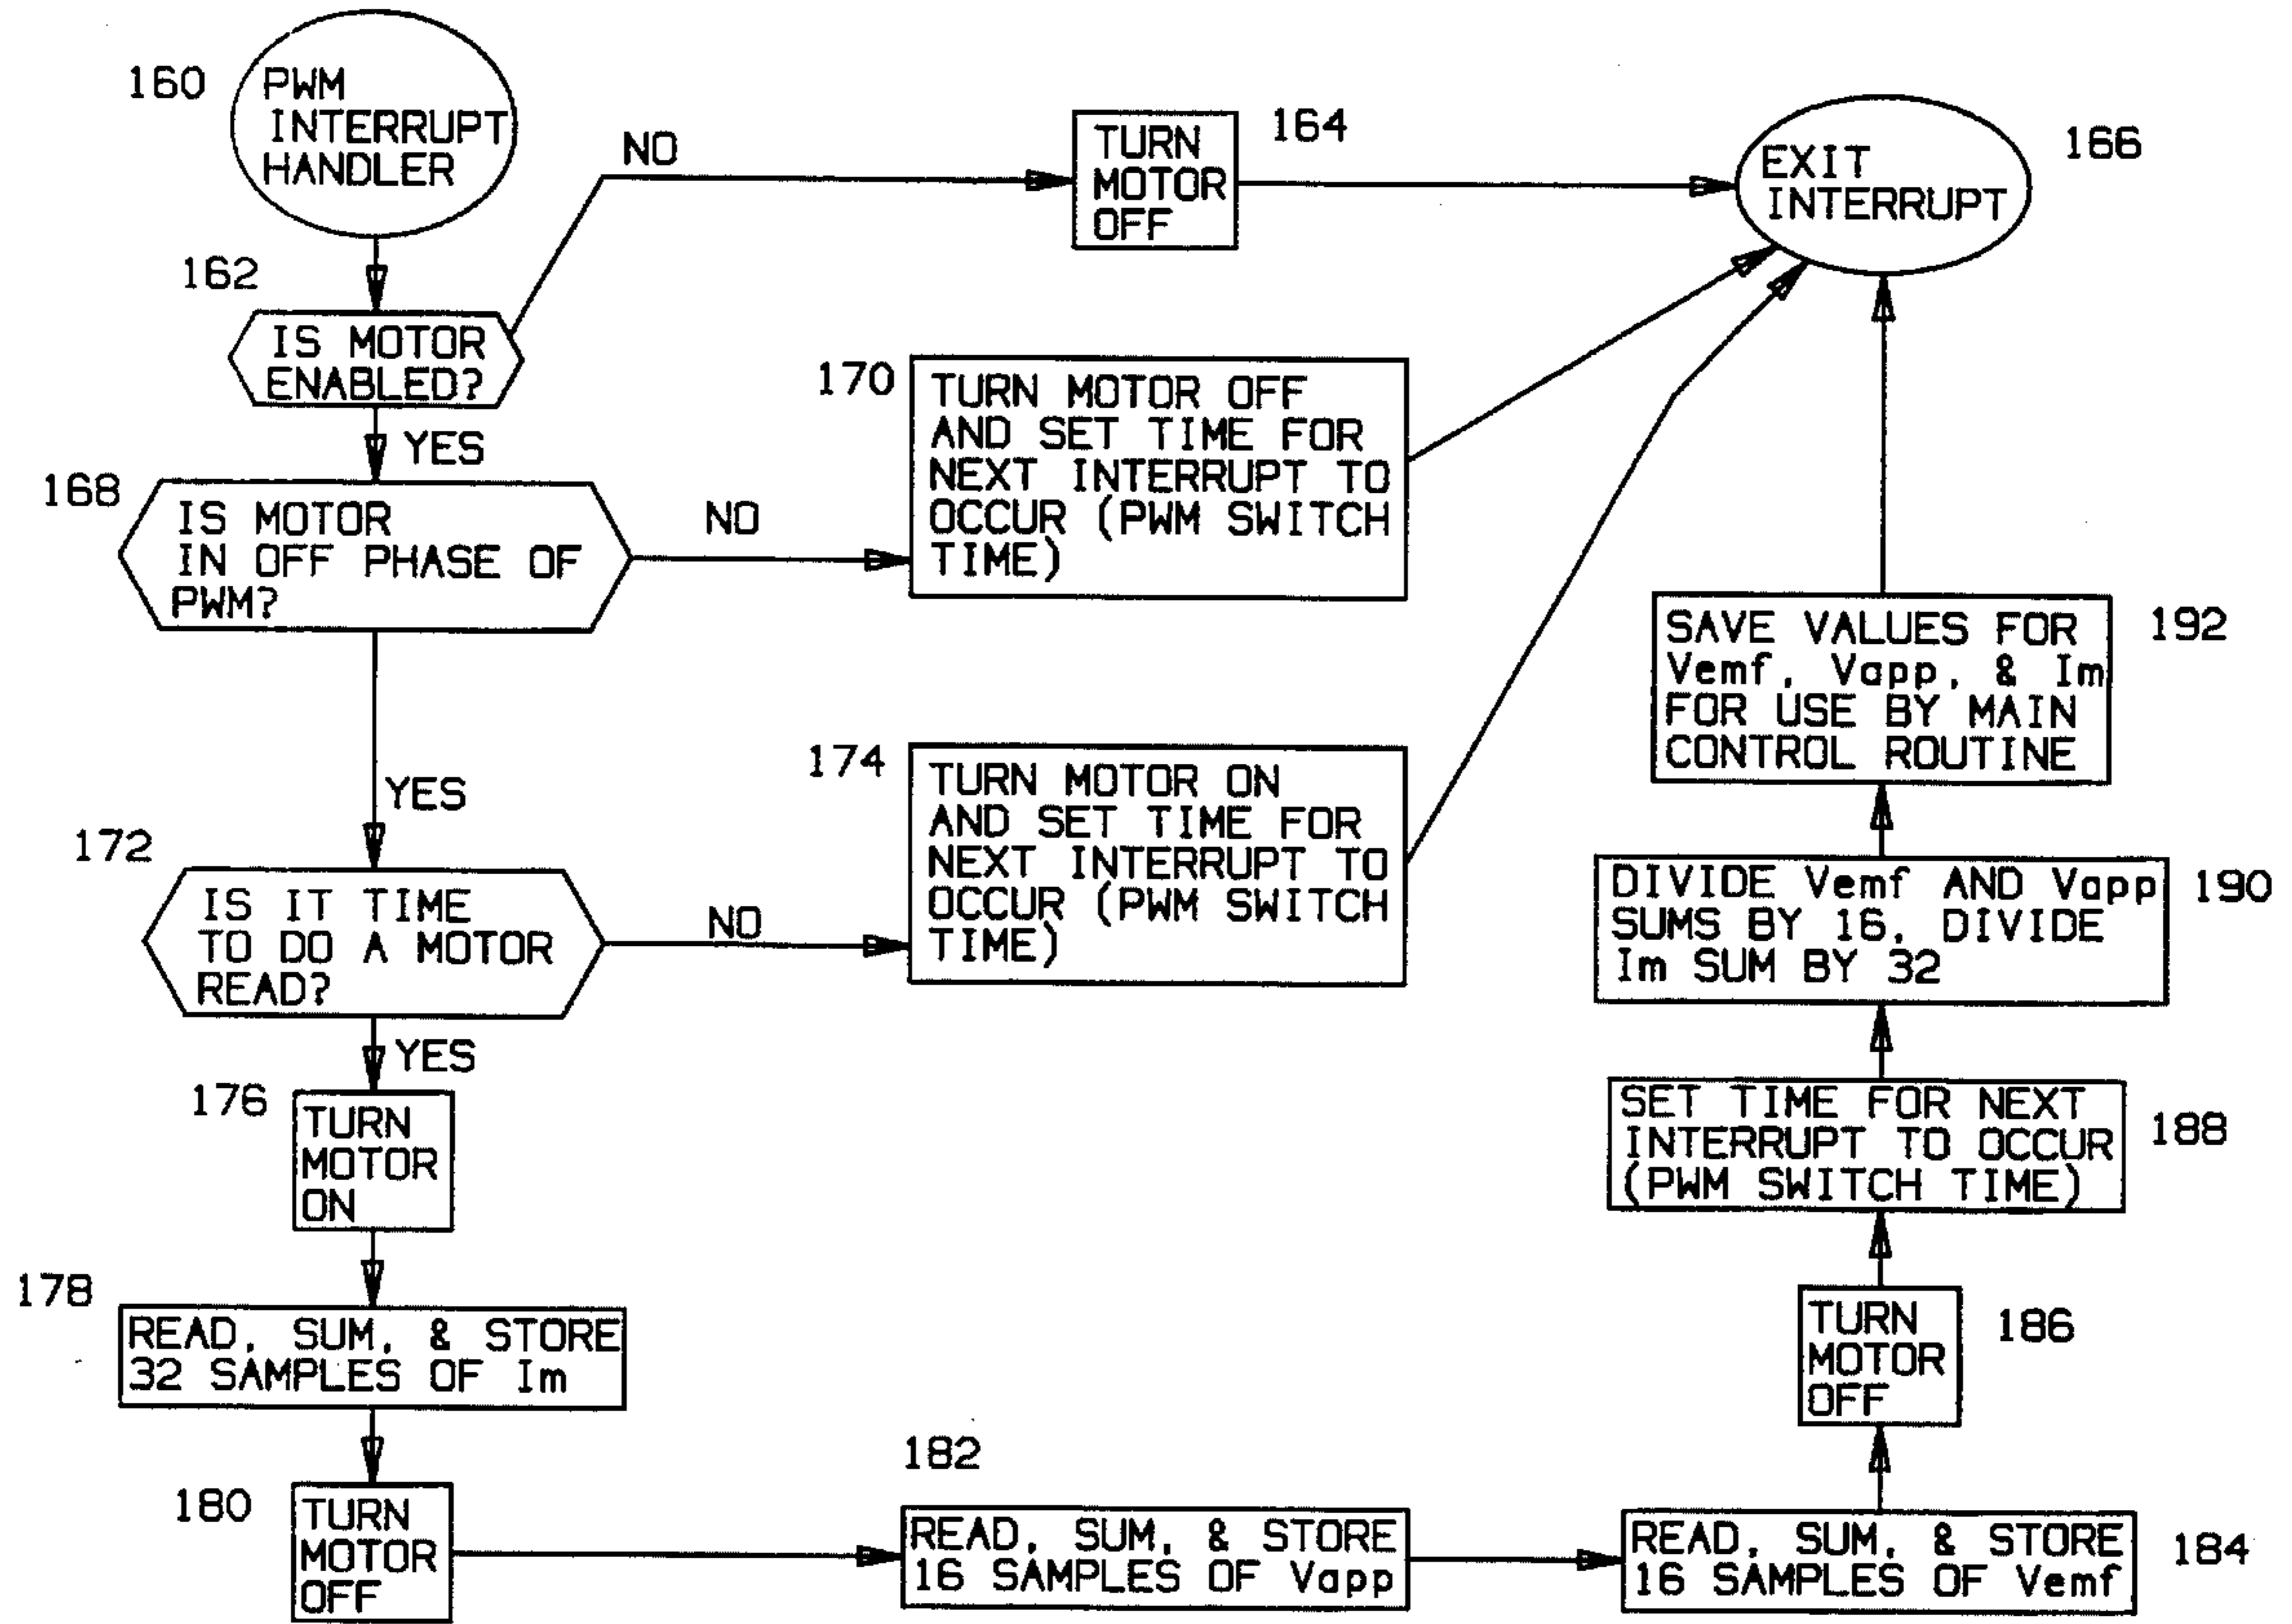 160
PWM
INTERRUPT
HANDLER
NO
TURN
MOTOR
OFF
164
EXIT
INTERRUPT
166
162
IS MOTOR
ENABLED?
YES
168
IS MOTOR
IN OFF PHASE OF
PWM?
NO
170
TURN MOTOR OFF
AND SET TIME FOR
NEXT INTERRUPT TO
OCCUR (PWM SWITCH
TIME)
YES
172
IS IT TIME
TO DO A MOTOR
READ?
NO
174
TURN MOTOR ON
AND SET TIME FOR
NEXT INTERRUPT TO
OCCUR (PWM SWITCH
TIME)
YES
176
TURN
MOTOR
ON
178
READ, SUM, & STORE
32 SAMPLES OF Im
180
TURN
MOTOR
OFF
182
READ, SUM, & STORE
16 SAMPLES OF Vapp
READ, SUM, & STORE
16 SAMPLES OF Vemf
184
TURN
MOTOR
OFF
186
SET TIME FOR NEXT
INTERRUPT TO OCCUR
(PWM SWITCH TIME)
188
DIVIDE Vemf AND Vapp
SUMS BY 16, DIVIDE
Im SUM BY 32
190
SAVE VALUES FOR
Vemf, Vapp, & Im
FOR USE BY MAIN
CONTROL ROUTINE
192